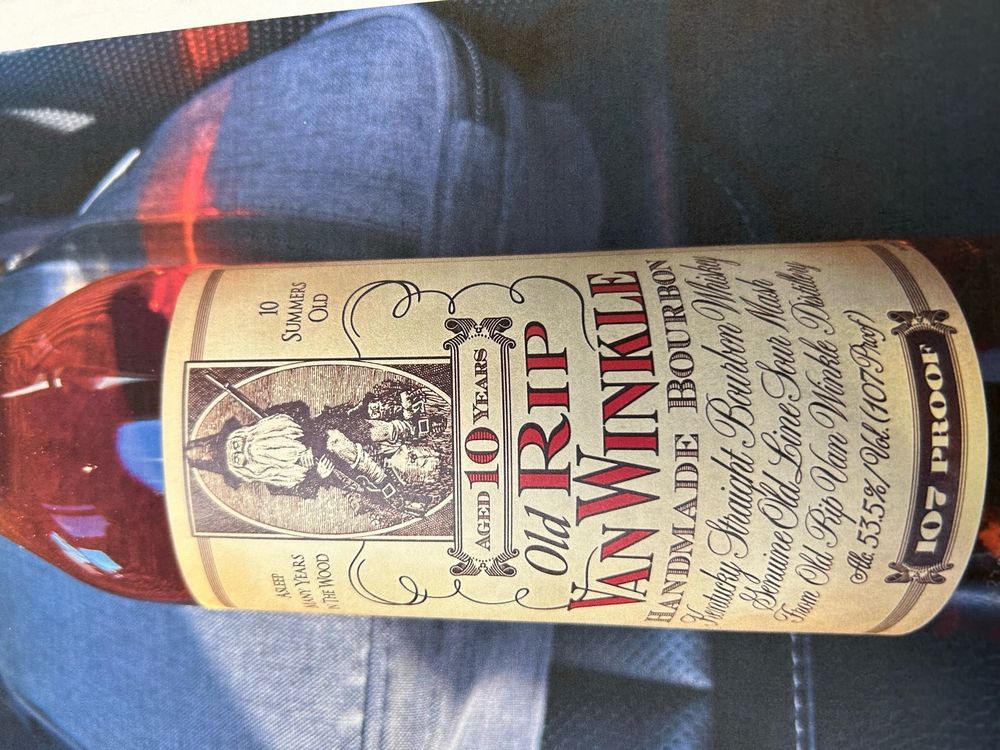 ASLEEP
MANY YEARS
IN THE WOOD
10
SUMMERS
OLD
AGED 10 YEARS
Old RIP
VAN WINKLE
HANDMADE BOURBON
Kentucky Straight Bourbon Whiskey
Genuine Old Line Sour Mash
From Old Rip Van Winkle Distillery
Alc. 53.5% / Vol. (107 Proof)
107 PROOF